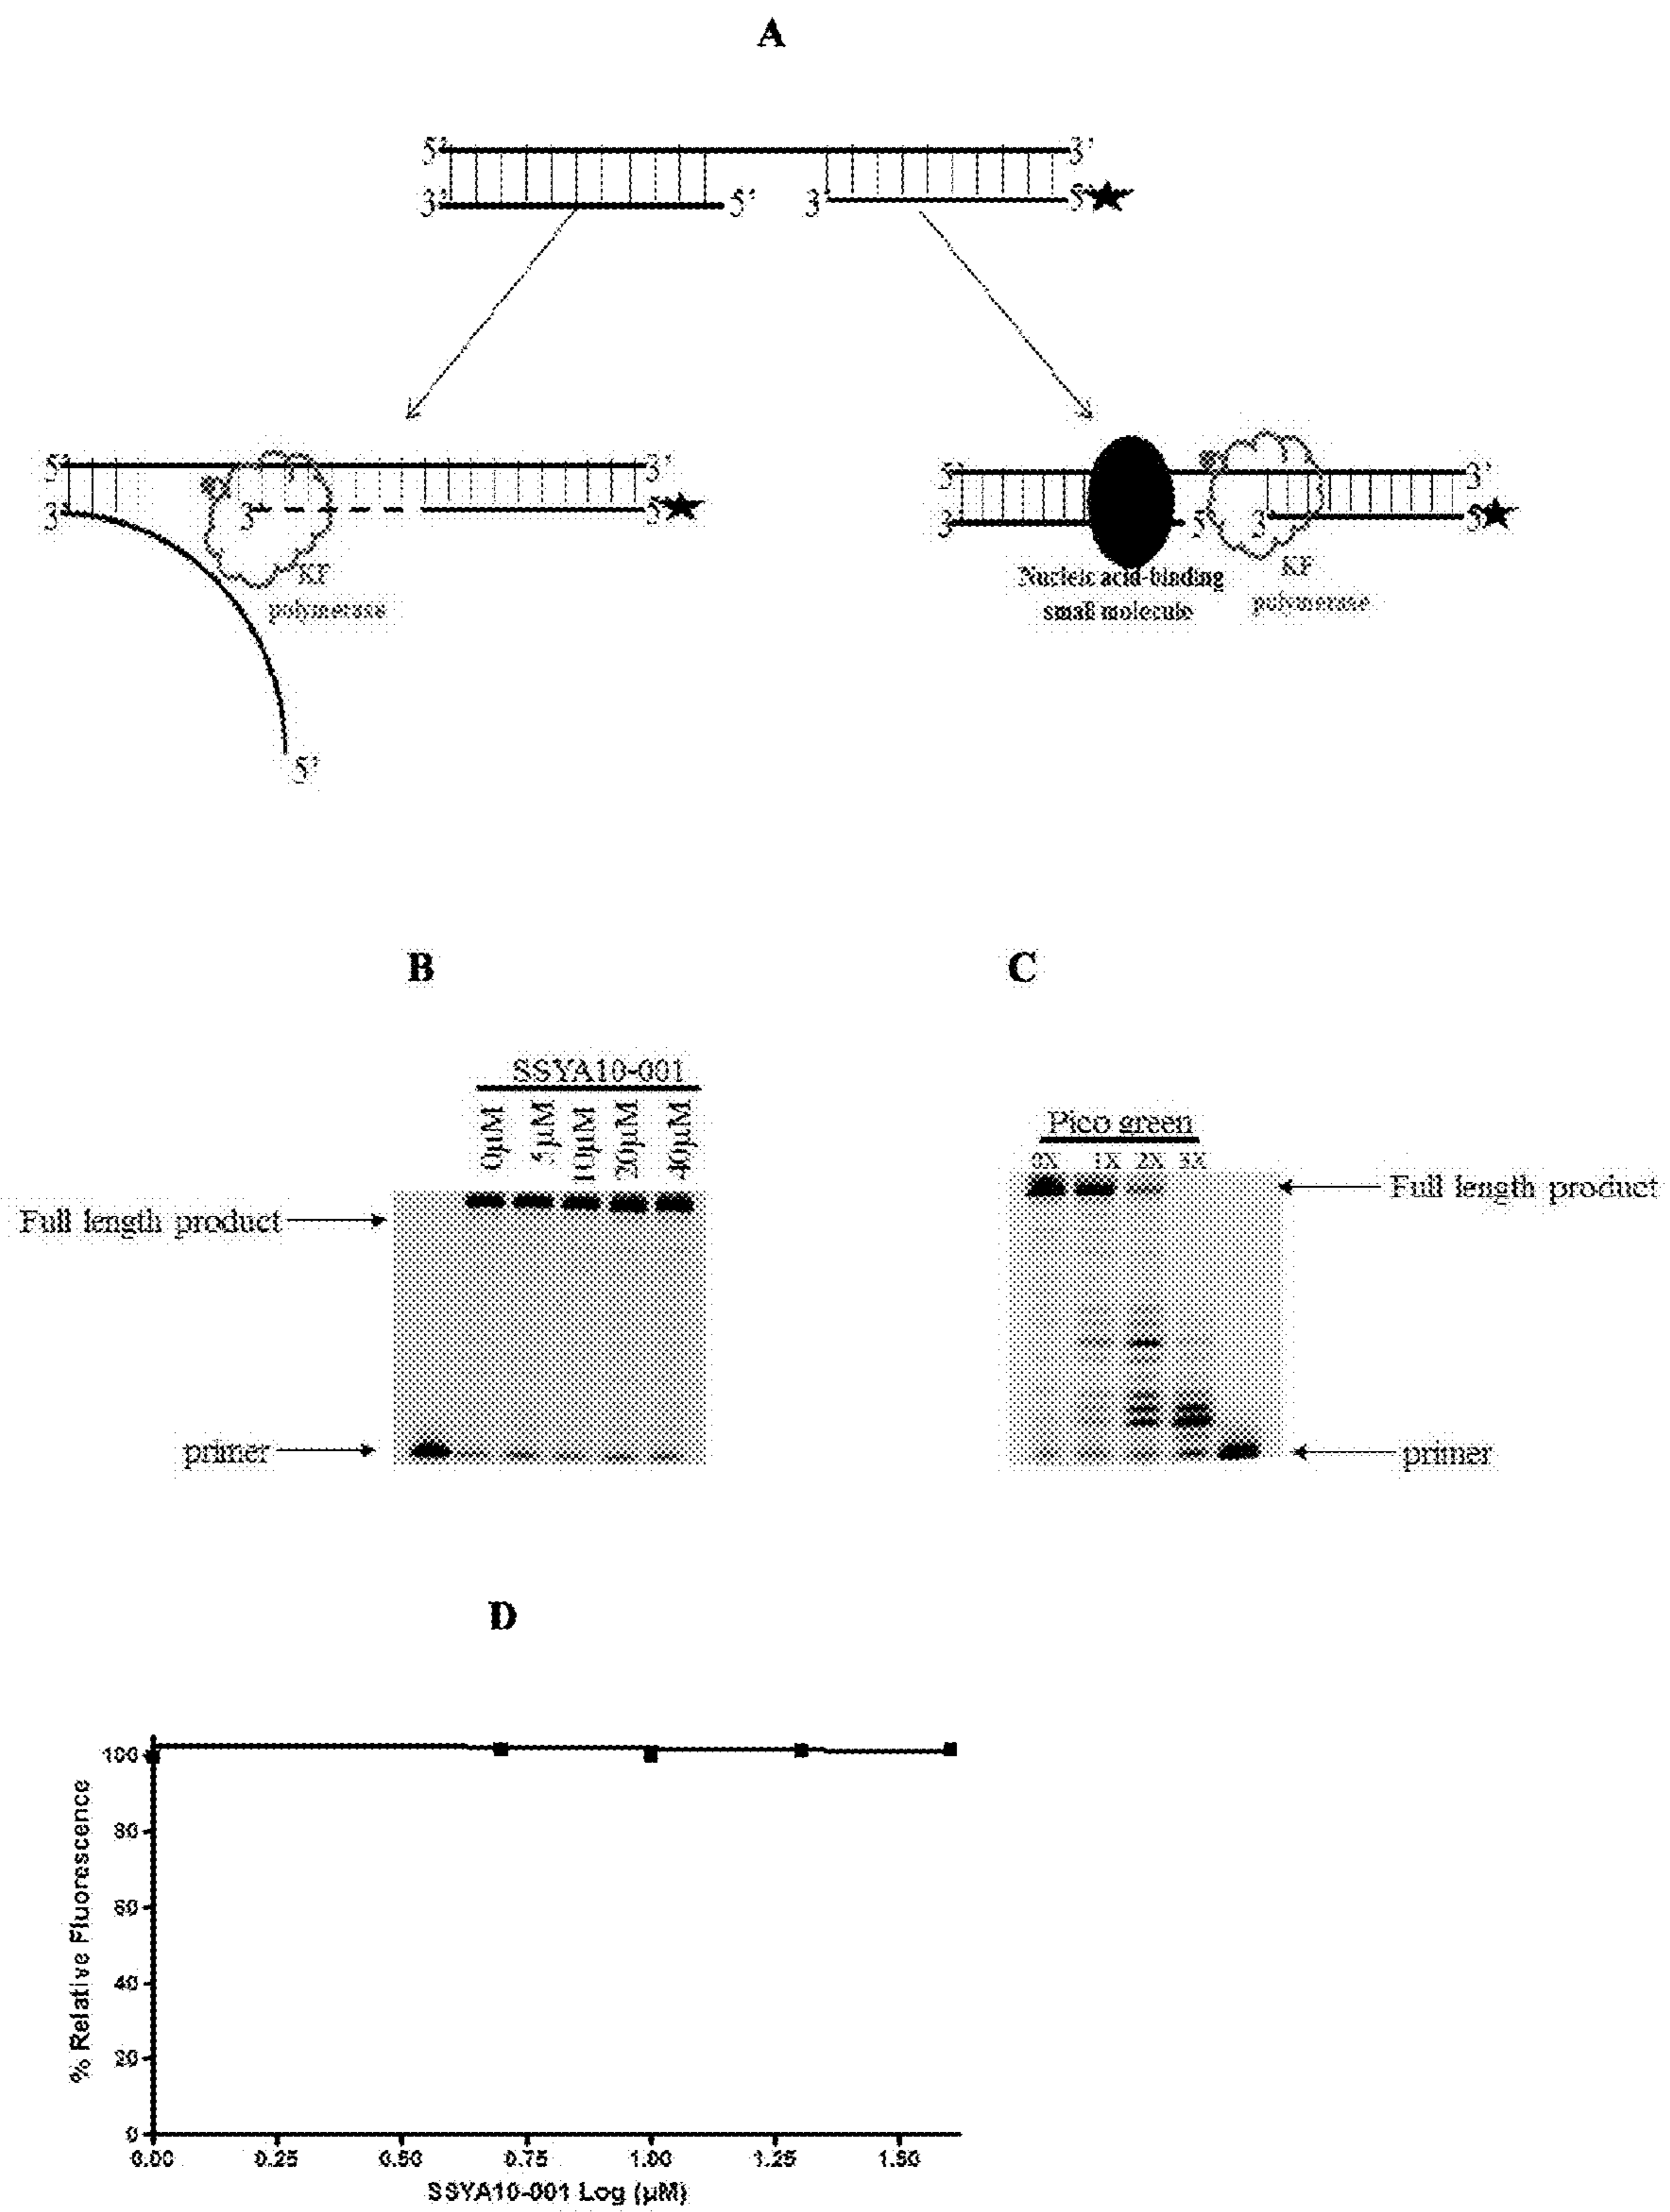 A
5' 3'
3' 5' 3' 5'
5' 3'
3' 3' 5'
KF
polymerase
5'
5' 3'
3 5' 3' 5'
Nucleic acid-binding
small molecule
KF
polymerase
B
C
SSYA10-001
0µM 5µM 10µM 20µM 40µM
Full length product
primer
Pico green
0X 1X 2X 3X
Full length product
primer
D
% Relative Fluorescence
100
80
60
40
20
0
0.00 0.25 0.50 0.75 1.00 1.25 1.50
SSYA10-001 Log (µM)